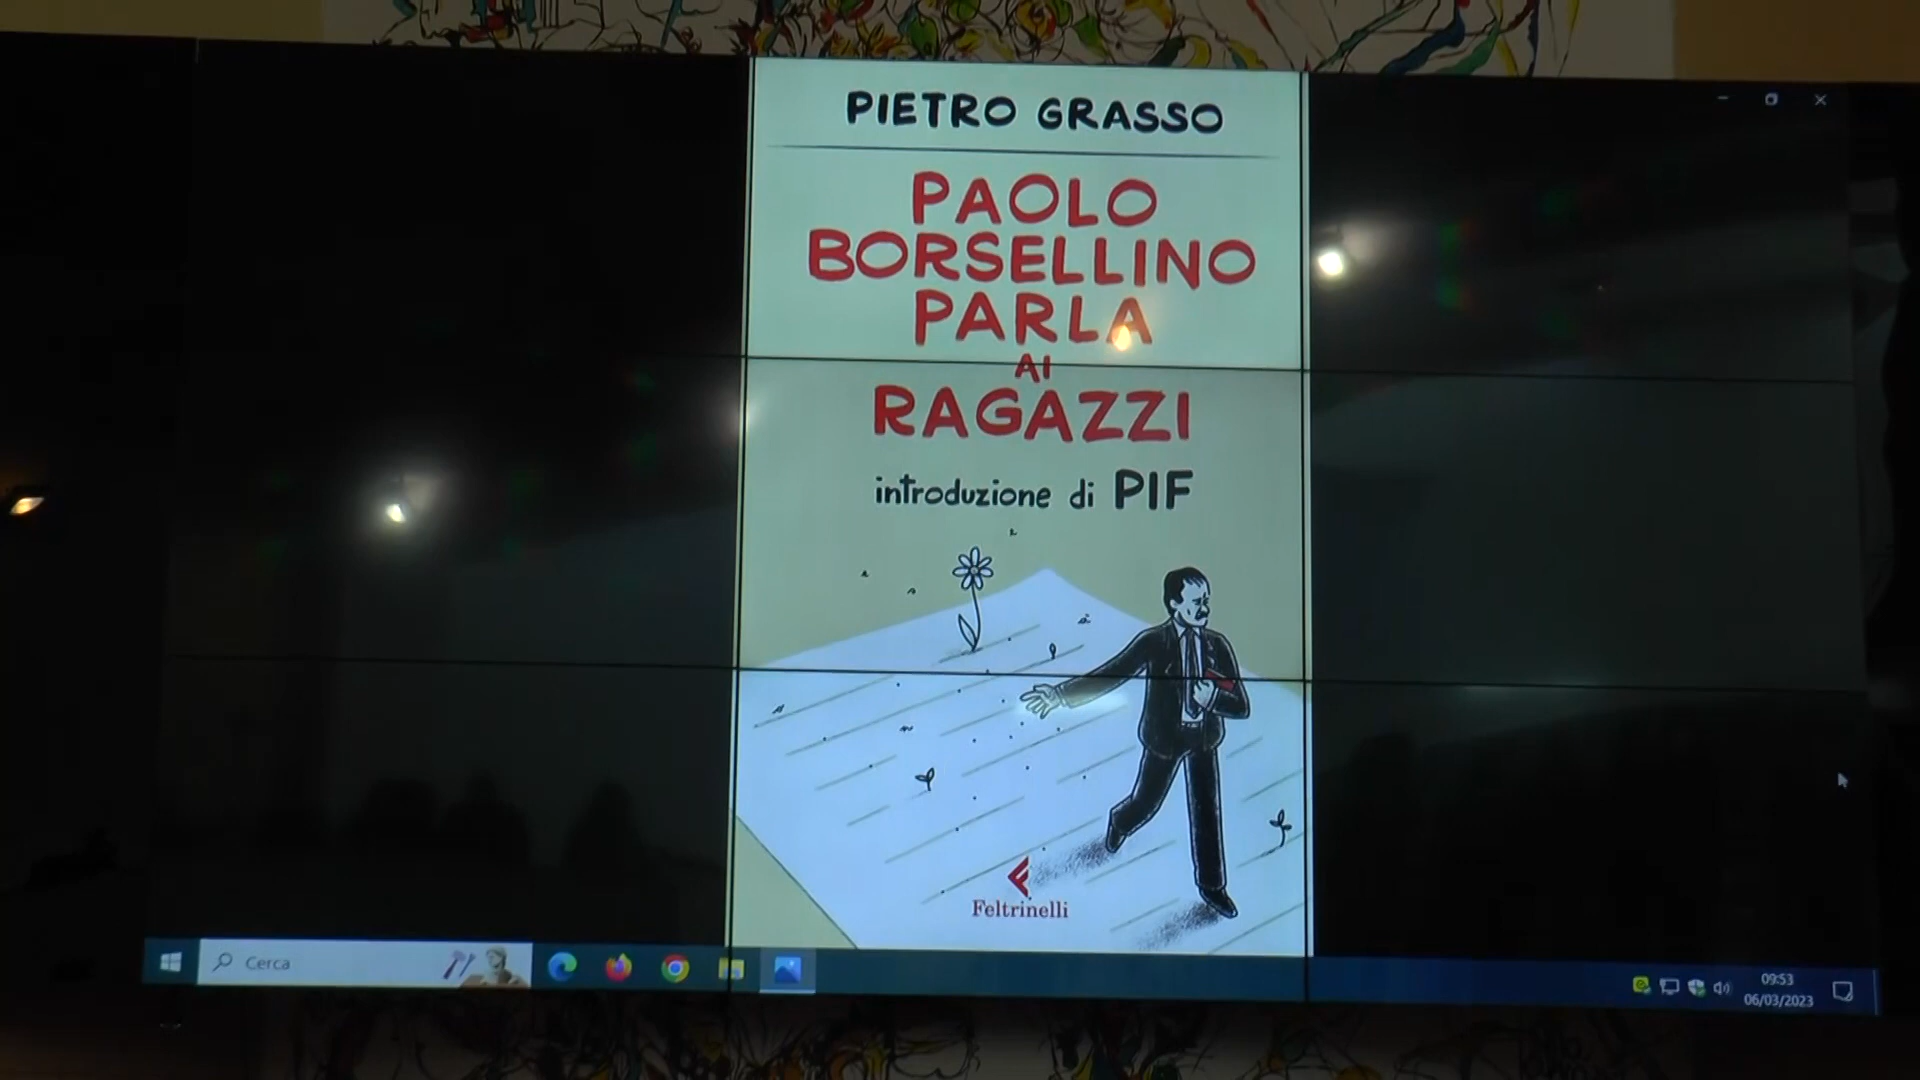 PIETRO GRASSO
PAOLO
BORSELLINO
PARLA
AI
RAGAZZI
introduzione di PIF
Feltrinelli
Cerca
09:53
06/03/2023